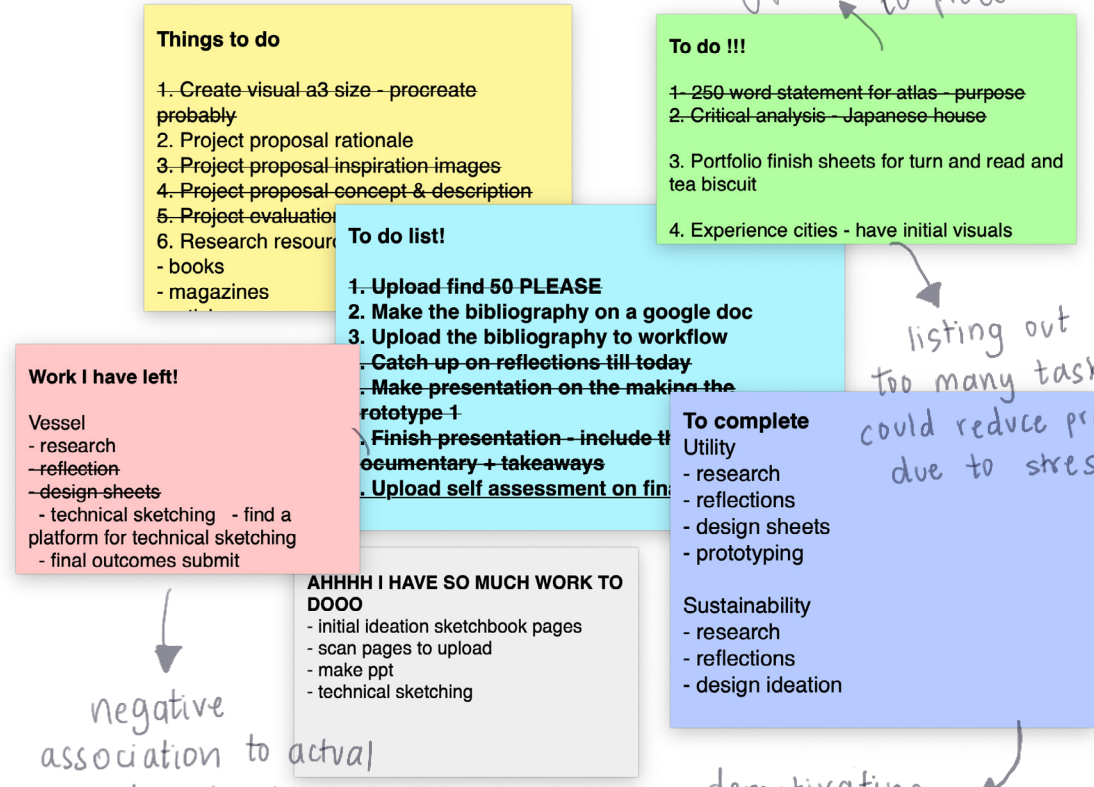 Things to do
1. Create visual a3 size - procreate
probably
2. Project proposal rationale
3. Project proposal inspiration images
4. Project proposal concept & description
5. Project
6. Research
- books
- magazines
To do !!!
1- 250 word statement for atlas - purpose
2. Critical analysis - Japanese house
3. Portfolio finish sheets for turn and read and
tea biscuit
4. Experience cities - have initial visuals
To do list!
1. Upload find 50 PLEASE
2. Make the bibliography on a google doc
3. Upload the bibliography to workflow
. Catch up on reflections till today
. Make presentation on the making the
rototype 1
. Finish presentation - include
ocumentary + takeaways
. Upload self assessment on
Work I have left!
Vessel
- research
- reflection
- design sheets
- technical sketching - find a
platform for technical sketching
- final outcomes submit
To complete
Utility
- research
- reflections
- design sheets
- prototyping
Sustainability
- research
- reflections
- design ideation
AHHHH I HAVE SO MUCH WORK TO
DOOO
- initial ideation sketchbook pages
- scan pages to upload
- make ppt
- technical sketching
listing out
too many
could reduce
due to
negative
association to actual